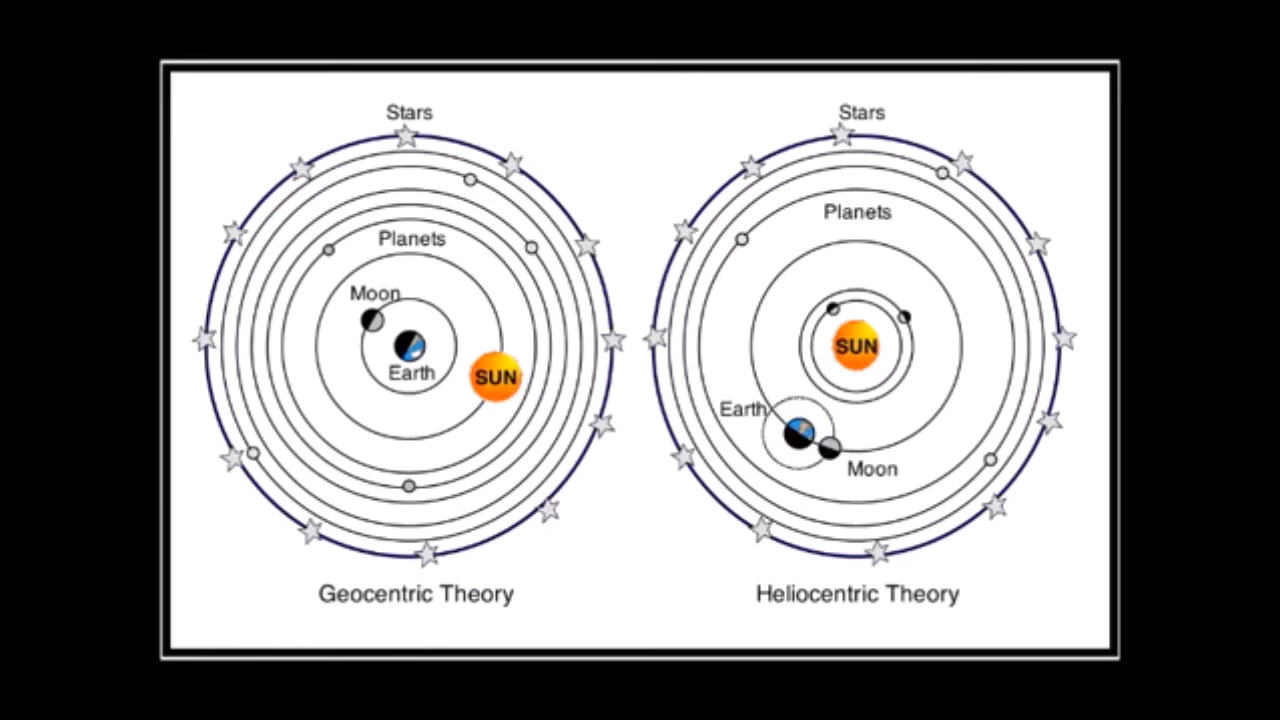 Stars
Planets
Moon
Earth
SUN
Geocentric Theory
Stars
Planets
SUN
Earth
Moon
Heliocentric Theory